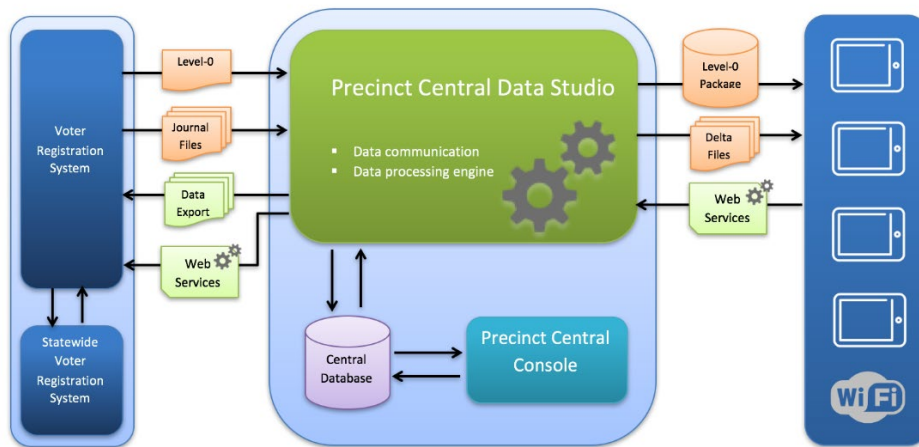 Voter
Registration
System
Statewide
Voter
Registration
System
Level-0
Journal
Files
Data
Export
Web
Services
Precinct Central Data Studio
▪ Data communication
▪ Data processing engine
Central
Database
Precinct Central
Console
Level-0
Package
Delta
Files
Web
Services
WiFi